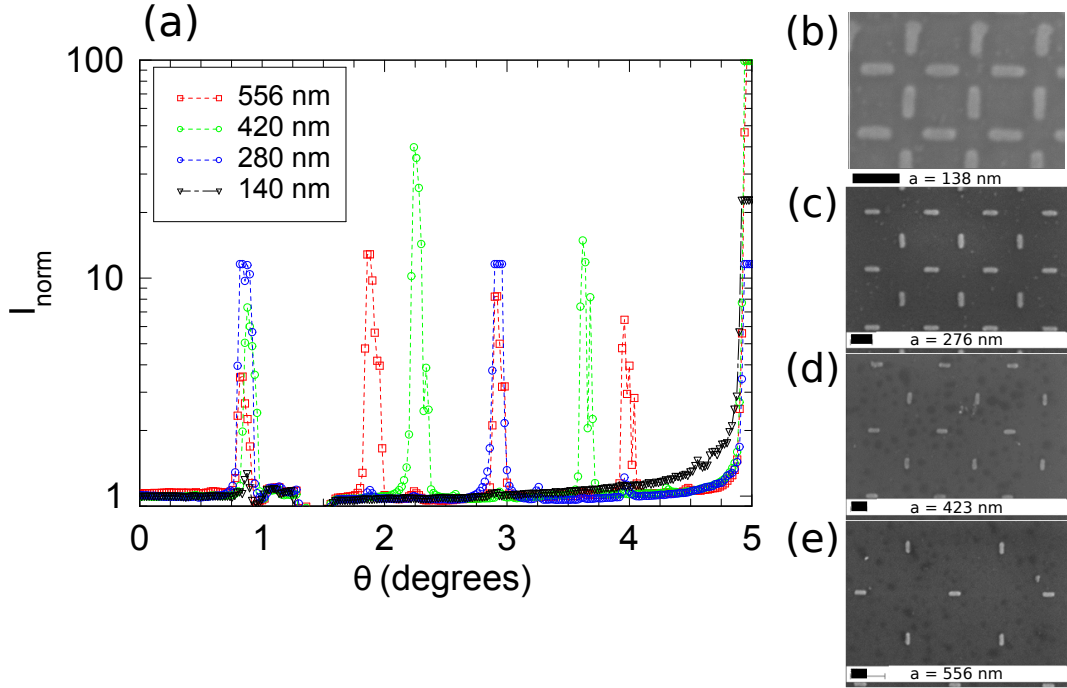 (a)
100
10
1
I norm
556 nm
420 nm
280 nm
140 nm
0 1 2 3 4 5
θ (degrees)
(b)
a = 138 nm
(c)
a = 276 nm
(d)
a = 423 nm
(e)
a = 556 nm